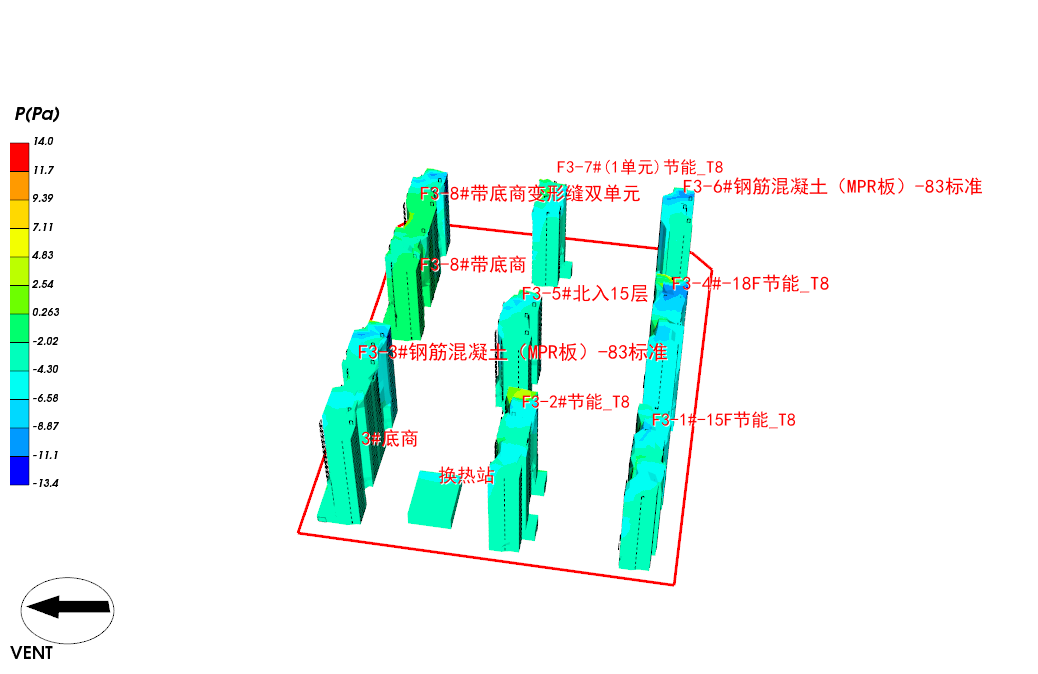 P(Pa)
14.0
11.7
9.39
7.11
4.83
2.54
0.263
-2.02
-4.30
-6.58
-8.87
-11.1
-13.4
F3-7#(1单元)节能_T8
F3-6#钢筋混凝土（MPR板）-83标准
F3-8#带底商变形缝双单元
F3-8#带底商
F3-4#-18F节能_T8
F3-5#北入15层
F3-3#钢筋混凝土（MPR板）-83标准
F3-2#节能_T8
F3-1#-15F节能_T8
3#底商
换热站
VENT